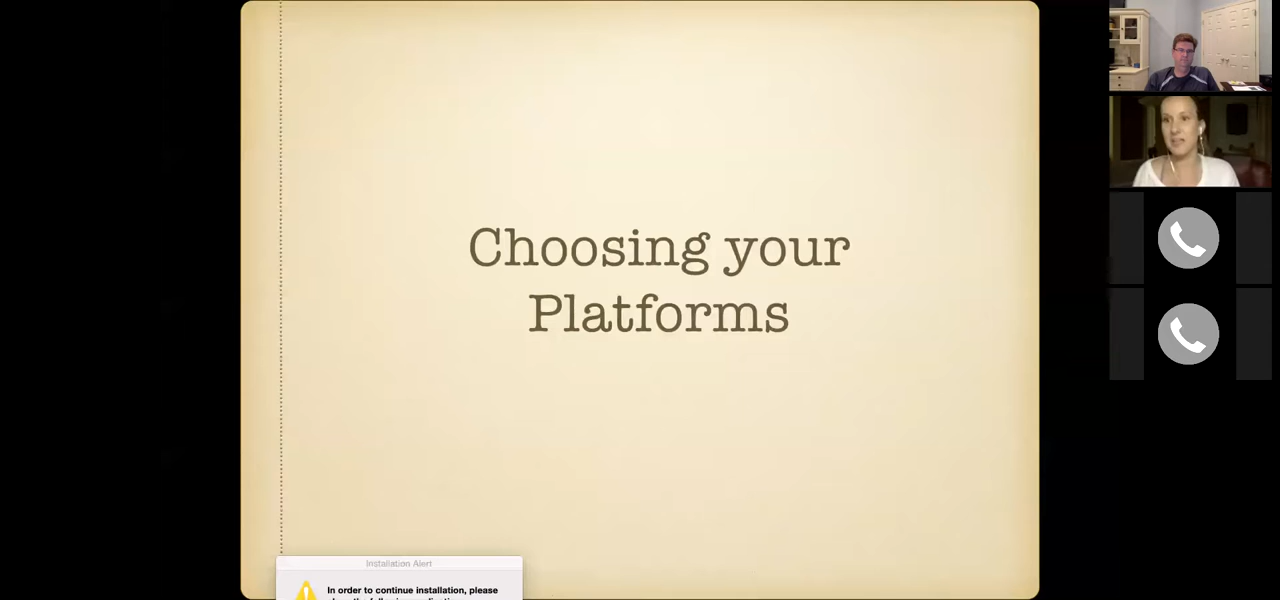 Choosing your
Platforms
Installation Alert
In order to continue installation, please